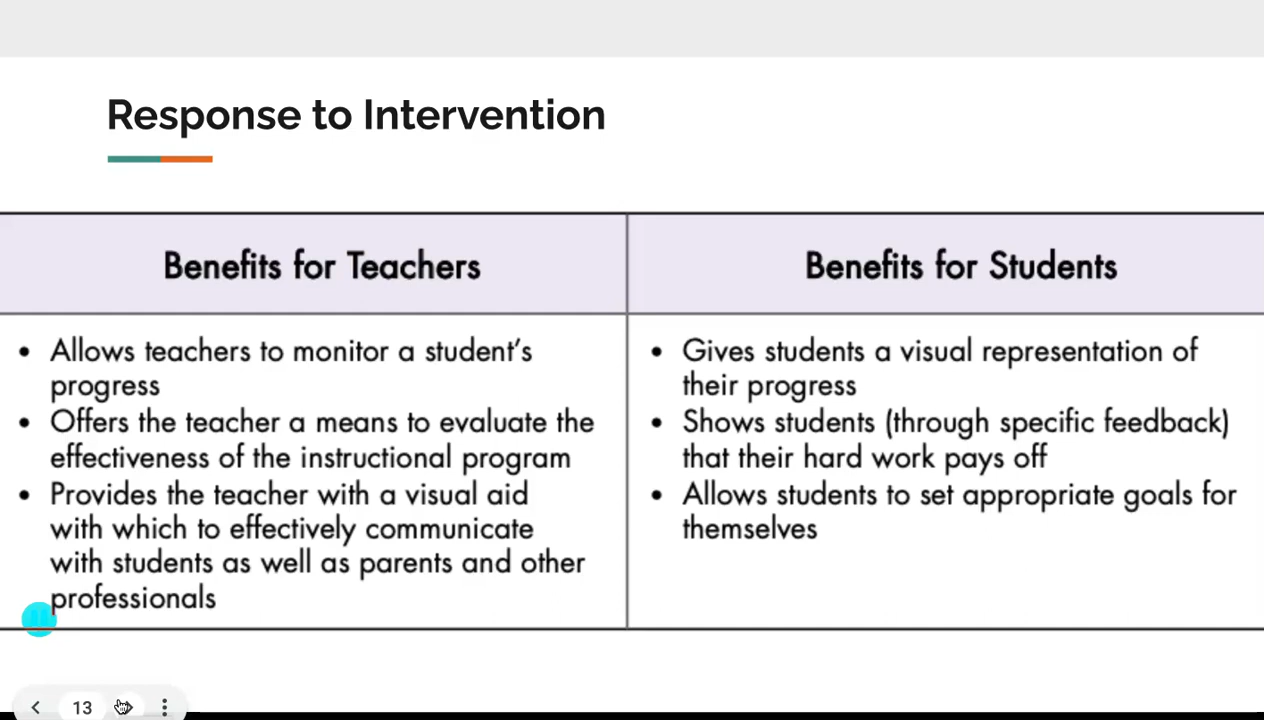 Response to Intervention
Benefits for Teachers
• Allows teachers to monitor a student's
progress
• Offers the teacher a means to evaluate the
effectiveness of the instructional program
• Provides the teacher with a visual aid
with which to effectively communicate
with students as well as parents and other
professionals
Benefits for Students
• Gives students a visual representation of
their progress
• Shows students (through specific feedback)
that their hard work pays off
• Allows students to set appropriate goals for
themselves
13